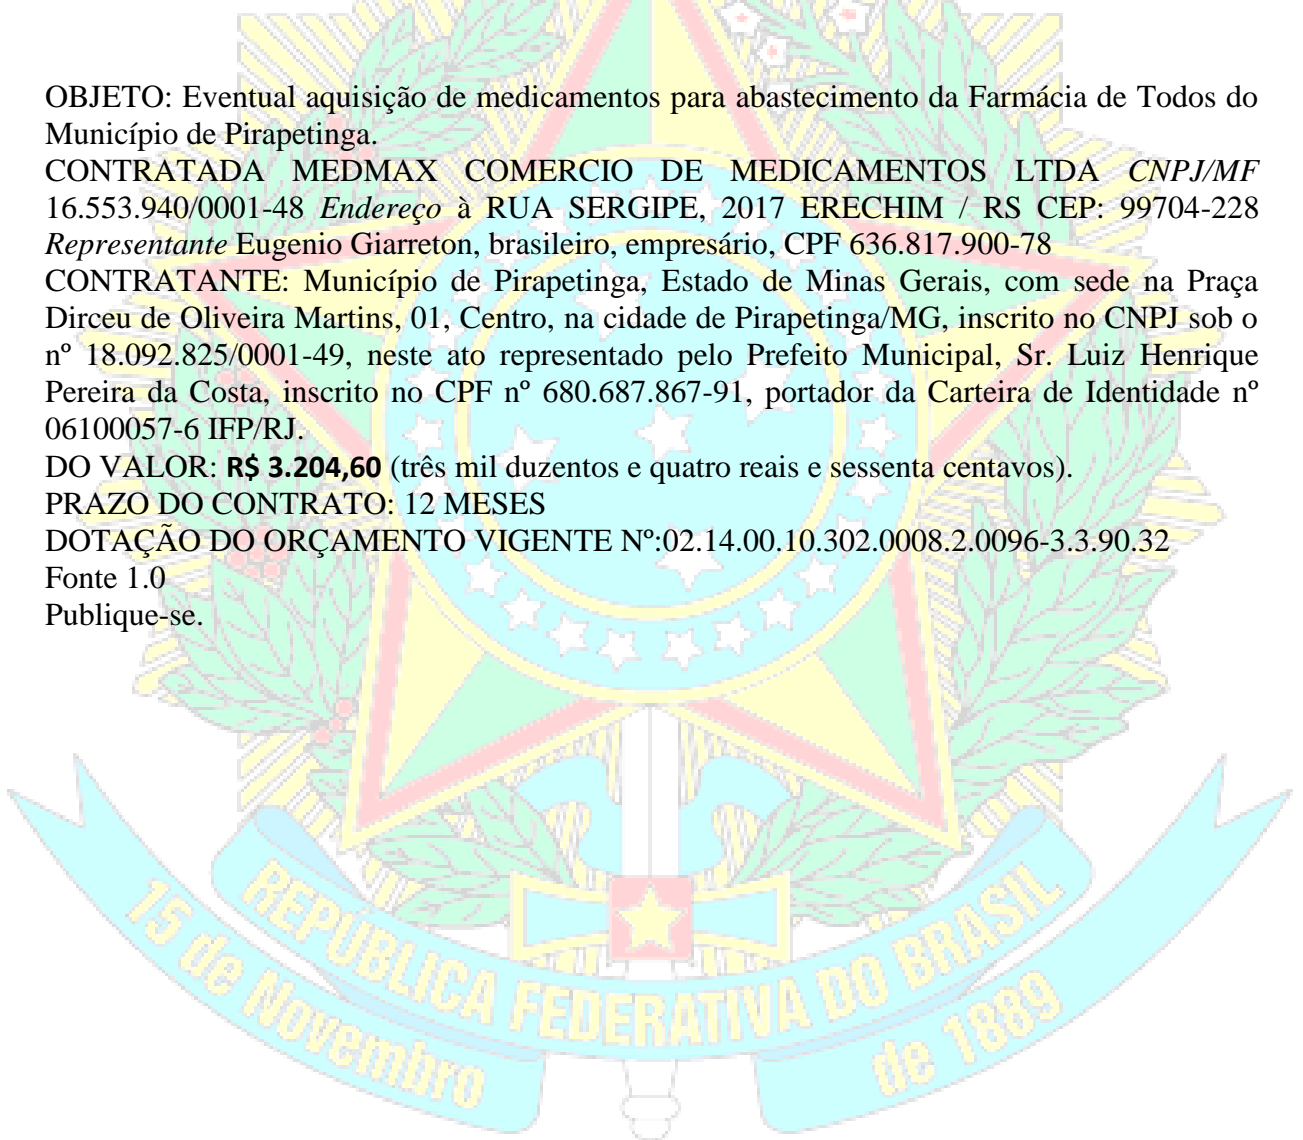 OBJETO: Eventual aquisição de medicamentos para abastecimento da Farmácia de Todos do
Município de Pirapetinga.
CONTRATADA MEDMAX COMERCIO DE MEDICAMENTOS LTDA CNPJ/MF
16.553.940/0001-48 Endereço à RUA SERGIPE, 2017 ERECHIM / RS CEP: 99704-228
Representante Eugenio Giarreton, brasileiro, empresário, CPF 636.817.900-78
CONTRATANTE: Município de Pirapetinga, Estado de Minas Gerais, com sede na Praça
Dirceu de Oliveira Martins, 01, Centro, na cidade de Pirapetinga/MG, inscrito no CNPJ sob o
nº 18.092.825/0001-49, neste ato representado pelo Prefeito Municipal, Sr. Luiz Henrique
Pereira da Costa, inscrito no CPF nº 680.687.867-91, portador da Carteira de Identidade nº
06100057-6 IFP/RJ.
DO VALOR: R$ 3.204,60 (três mil duzentos e quatro reais e sessenta centavos).
PRAZO DO CONTRATO: 12 MESES
DOTAÇÃO DO ORÇAMENTO VIGENTE Nº:02.14.00.10.302.0008.2.0096-3.3.90.32
Fonte 1.0
Publique-se.
REPÚBLICA FEDERATIVA DO BRASIL
15 de Novembro de 1889